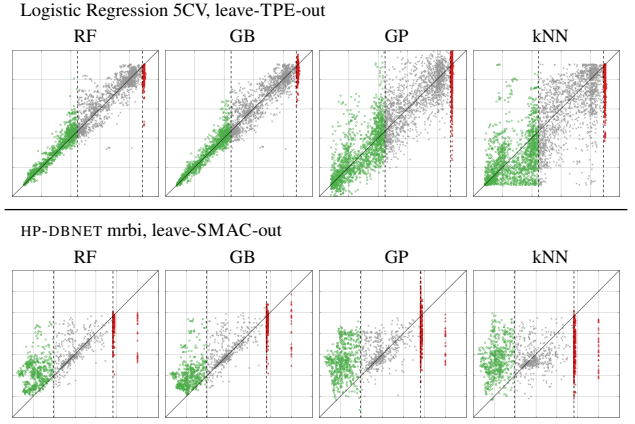 Logistic Regression 5CV, leave-TPE-out
RF GB GP kNN
HP-DBNET mrbi, leave-SMAC-out
RF GB GP kNN